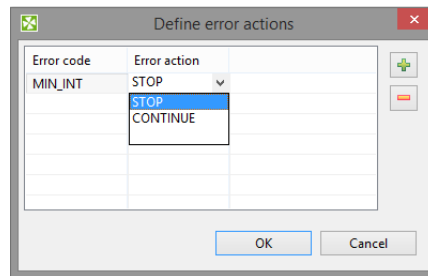 Define error actions
Error code Error action
MIN_INT STOP
STOP
CONTINUE
OK Cancel